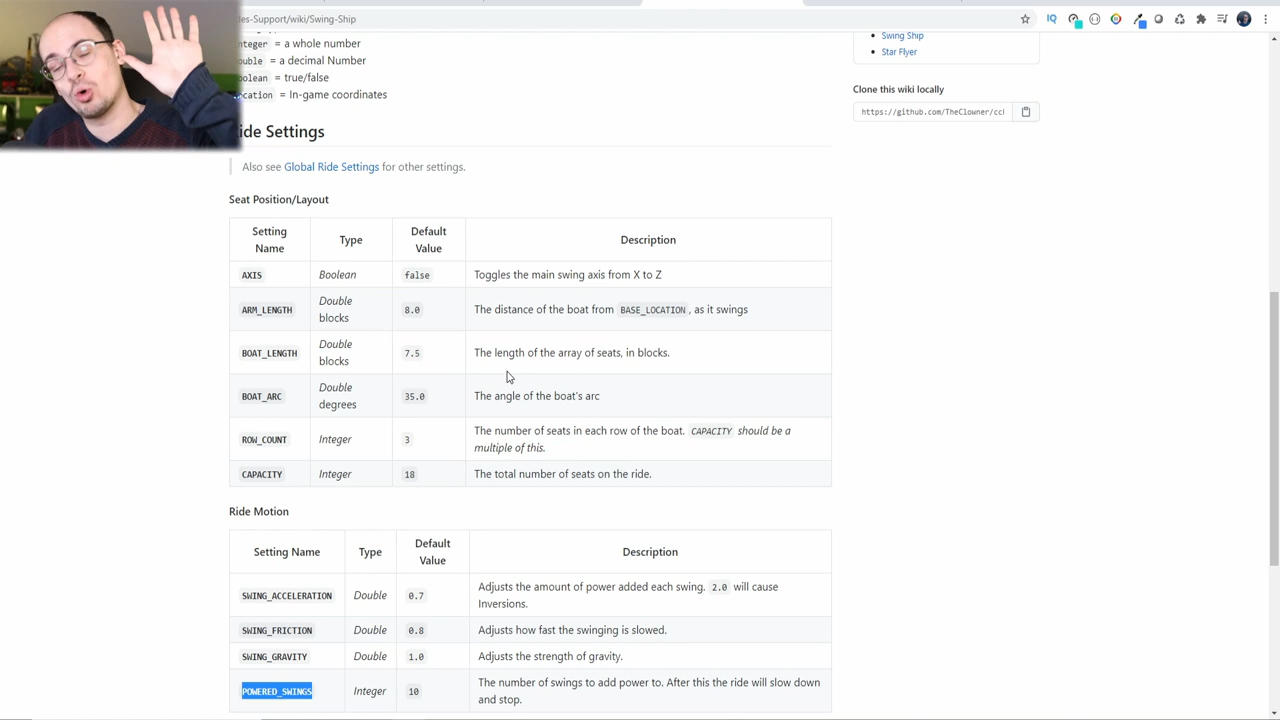 des-Support/wiki/Swing-Ship
IQ
nteger = a whole number
ouble = a decimal Number
oolean = true/false
ocation = In-game coordinates
Swing Ship
Star Flyer
Clone this wiki locally
https://github.com/TheClowner/ccl
ide Settings
Also see Global Ride Settings for other settings.
Seat Position/Layout
Setting Name Type Default Value Description
AXIS Boolean false Toggles the main swing axis from X to Z
ARM_LENGTH Double blocks 8.0 The distance of the boat from BASE_LOCATION, as it swings
BOAT_LENGTH Double blocks 7.5 The length of the array of seats, in blocks.
BOAT_ARC Double degrees 35.0 The angle of the boat's arc
ROW_COUNT Integer 3 The number of seats in each row of the boat. CAPACITY should be a
multiple of this.
CAPACITY Integer 18 The total number of seats on the ride.
Ride Motion
Setting Name Type Default Value Description
SWING_ACCELERATION Double 0.7 Adjusts the amount of power added each swing. 2.0 will cause
Inversions.
SWING_FRICTION Double 0.8 Adjusts how fast the swinging is slowed.
SWING_GRAVITY Double 1.0 Adjusts the strength of gravity.
POWERED_SWINGS Integer 10 The number of swings to add power to. After this the ride will slow down
and stop.